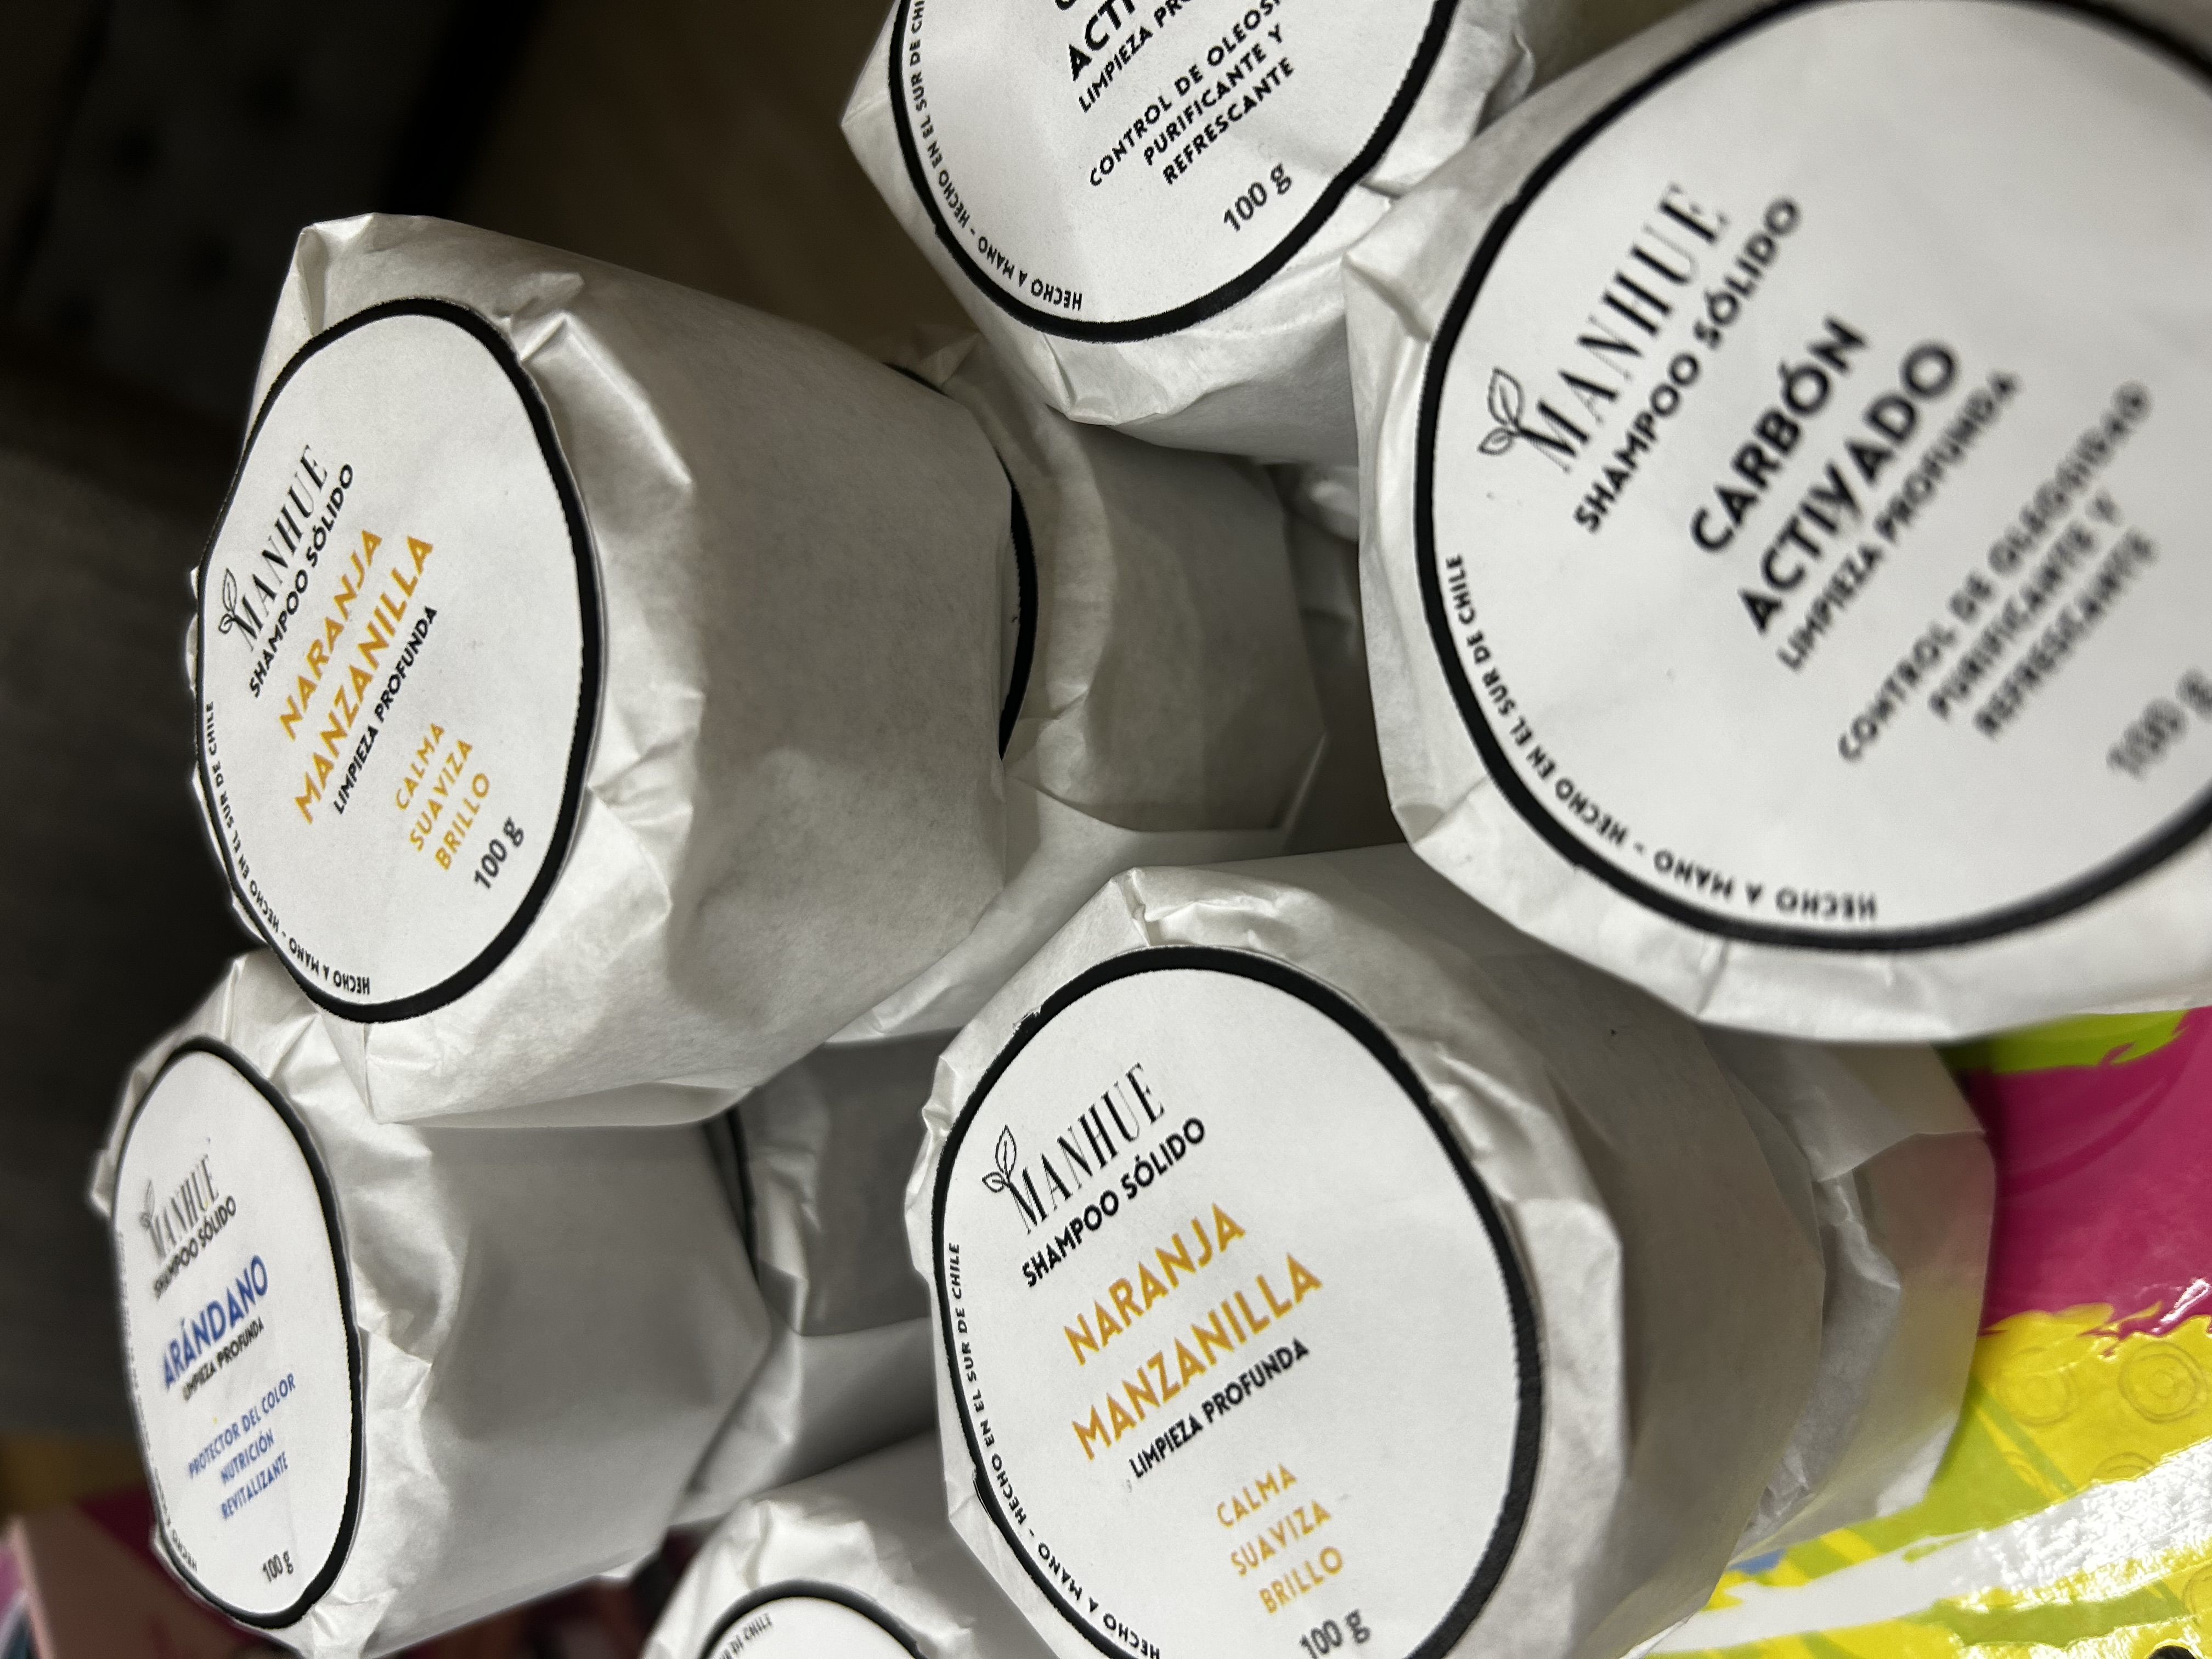 ACTI
LIMPIEZA PRO
CONTROL DE OLEOSI
PURIFICANTE Y
REFRESCANTE
100 g
HECHO A MANO - HECHO EN EL SUR DE CHI
MANHUE
SHAMPOO SÓLIDO
CARBÓN
ACTIVADO
LIMPIEZA PROFUNDA
CONTROL DE OLEOSIDAD
PURIFICANTE Y
REFRESCANTE
100 g
HECHO A MANO - HECHO EN EL SUR DE CHILE
MANHUE
SHAMPOO SÓLIDO
NARANJA
MANZANILLA
LIMPIEZA PROFUNDA
CALMA
SUAVIZA
BRILLO
100 g
HECHO A MANO - HECHO EN EL SUR DE CHILE
MANHUE
SHAMPOO SÓLIDO
ARÁNDANO
LIMPIEZA PROFUNDA
PROTECTOR DEL COLOR
NUTRICIÓN
REVITALIZANTE
100 g
HECHO
MANHUE
SHAMPOO SÓLIDO
NARANJA
MANZANILLA
LIMPIEZA PROFUNDA
CALMA
SUAVIZA
BRILLO
100 g
HECHO A MANO - HECHO EN EL SUR DE CHILE
DE CHILE